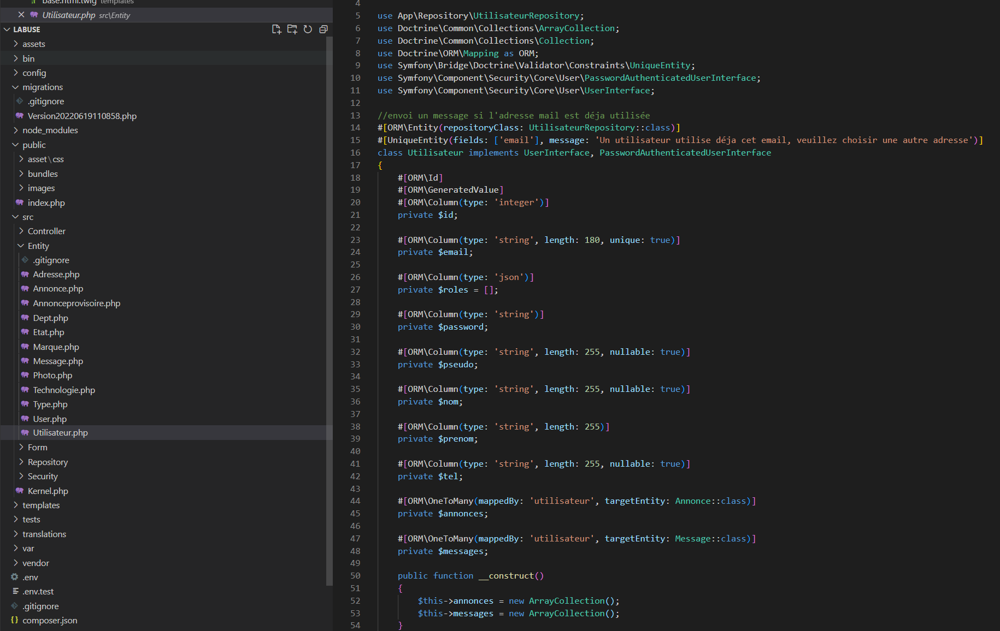 base.html.twig templates
Utilisateur.php src\Entity
LABUSE
assets
bin
config
migrations
.gitignore
Version20220619110858.php
node_modules
public
asset\css
bundles
images
index.php
src
Controller
Entity
.gitignore
Adresse.php
Annonce.php
Annonceprovisoire.php
Dept.php
Etat.php
Marque.php
Message.php
Photo.php
Technologie.php
Type.php
User.php
Utilisateur.php
Form
Repository
Security
Kernel.php
templates
tests
translations
var
vendor
.env
.env.test
.gitignore
composer.json
4
5 use App\Repository\UtilisateurRepository;
6 use Doctrine\Common\Collections\ArrayCollection;
7 use Doctrine\Common\Collections\Collection;
8 use Doctrine\ORM\Mapping as ORM;
9 use Symfony\Bridge\Doctrine\Validator\Constraints\UniqueEntity;
10 use Symfony\Component\Security\Core\User\PasswordAuthenticatedUserInterface;
11 use Symfony\Component\Security\Core\User\UserInterface;
12
13 //envoi un message si l'adresse mail est déja utilisée
14 #[ORM\Entity(repositoryClass: UtilisateurRepository::class)]
15 #[UniqueEntity(fields: ['email'], message: 'Un utilisateur utilise déja cet email, veuillez choisir une autre adresse')]
16 class Utilisateur implements UserInterface, PasswordAuthenticatedUserInterface
17 {
18 #[ORM\Id]
19 #[ORM\GeneratedValue]
20 #[ORM\Column(type: 'integer')]
21 private $id;
22
23 #[ORM\Column(type: 'string', length: 180, unique: true)]
24 private $email;
25
26 #[ORM\Column(type: 'json')]
27 private $roles = [];
28
29 #[ORM\Column(type: 'string')]
30 private $password;
31
32 #[ORM\Column(type: 'string', length: 255, nullable: true)]
33 private $pseudo;
34
35 #[ORM\Column(type: 'string', length: 255, nullable: true)]
36 private $nom;
37
38 #[ORM\Column(type: 'string', length: 255)]
39 private $prenom;
40
41 #[ORM\Column(type: 'string', length: 255, nullable: true)]
42 private $tel;
43
44 #[ORM\OneToMany(mappedBy: 'utilisateur', targetEntity: Annonce::class)]
45 private $annonces;
46
47 #[ORM\OneToMany(mappedBy: 'utilisateur', targetEntity: Message::class)]
48 private $messages;
49
50 public function __construct()
51 {
52 $this->annonces = new ArrayCollection();
53 $this->messages = new ArrayCollection();
54 }